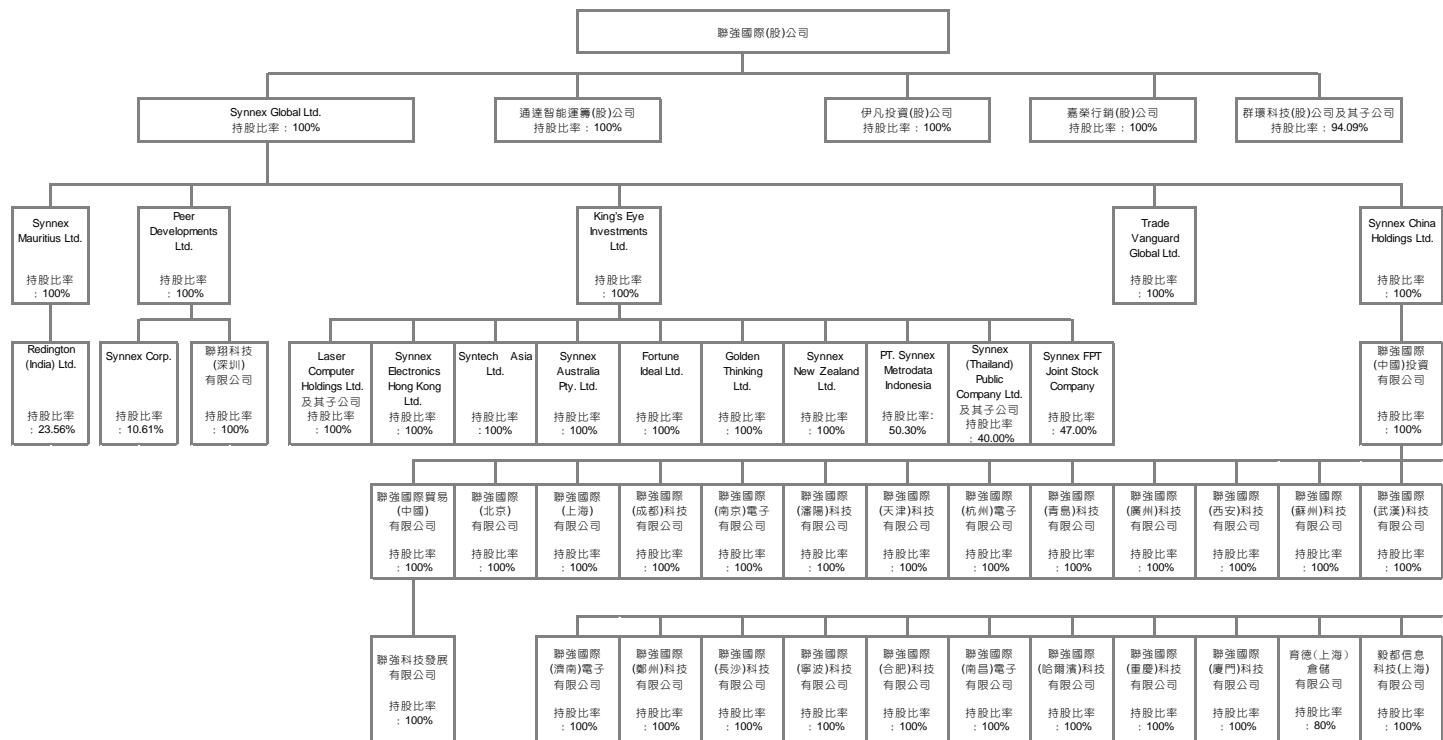 聯強國際(股)公司
Synnex Global Ltd.
持股比率：100%
通達智能運籌(股)公司
持股比率：100%
伊凡投資(股)公司
持股比率：100%
嘉榮行銷(股)公司
持股比率：100%
群環科技(股)公司及其子公司
持股比率：94.09%
Synnex
Mauritius Ltd.
持股比率
：100%
Peer
Developments
Ltd.
持股比率
：100%
King's Eye
Investments
Ltd.
持股比率
：100%
Trade
Vanguard
Global Ltd.
持股比率
：100%
Synnex China
Holdings Ltd.
持股比率
：100%
Redington
(India) Ltd.
持股比率
：23.56%
Synnex Corp.
持股比率
：10.61%
聯翔科技
(深圳)
有限公司
持股比率
：100%
Laser
Computer
Holdings Ltd.
及其子公司
持股比率
：100%
Synnex
Electronics
Hong Kong
Ltd.
持股比率
：100%
Syntech Asia
Ltd.
持股比率
：100%
Synnex
Australia
Pty. Ltd.
持股比率
：100%
Fortune
Ideal Ltd.
持股比率
：100%
Golden
Thinking
Ltd.
持股比率
：100%
Synnex
New Zealand
Ltd.
持股比率
：100%
PT. Synnex
Metrodata
Indonesia
持股比率:
50.30%
Synnex
(Thailand)
Public
Company Ltd.
及其子公司
持股比率
：40.00%
Synnex FPT
Joint Stock
Company
持股比率
：47.00%
聯強國際
(中國)投資
有限公司
持股比率
：100%
聯強國際貿易
(中國)
有限公司
持股比率
：100%
聯強國際
(北京)
有限公司
持股比率
：100%
聯強國際
(上海)
有限公司
持股比率
：100%
聯強國際
(成都)科技
有限公司
持股比率
：100%
聯強國際
(南京)電子
有限公司
持股比率
：100%
聯強國際
(瀋陽)科技
有限公司
持股比率
：100%
聯強國際
(天津)科技
有限公司
持股比率
：100%
聯強國際
(杭州)電子
有限公司
持股比率
：100%
聯強國際
(青島)科技
有限公司
持股比率
：100%
聯強國際
(廣州)科技
有限公司
持股比率
：100%
聯強國際
(西安)科技
有限公司
持股比率
：100%
聯強國際
(蘇州)科技
有限公司
持股比率
：100%
聯強國際
(武漢)科技
有限公司
持股比率
：100%
聯強科技發展
有限公司
持股比率
：100%
聯強國際
(濟南)電子
有限公司
持股比率
：100%
聯強國際
(鄭州)科技
有限公司
持股比率
：100%
聯強國際
(長沙)科技
有限公司
持股比率
：100%
聯強國際
(寧波)科技
有限公司
持股比率
：100%
聯強國際
(合肥)科技
有限公司
持股比率
：100%
聯強國際
(南昌)電子
有限公司
持股比率
：100%
聯強國際
(哈爾濱)科技
有限公司
持股比率
：100%
聯強國際
(重慶)科技
有限公司
持股比率
：100%
聯強國際
(廈門)科技
有限公司
持股比率
：100%
育德(上海)
倉儲
有限公司
持股比率
：80%
毅都信息
科技(上海)
有限公司
持股比率
：100%